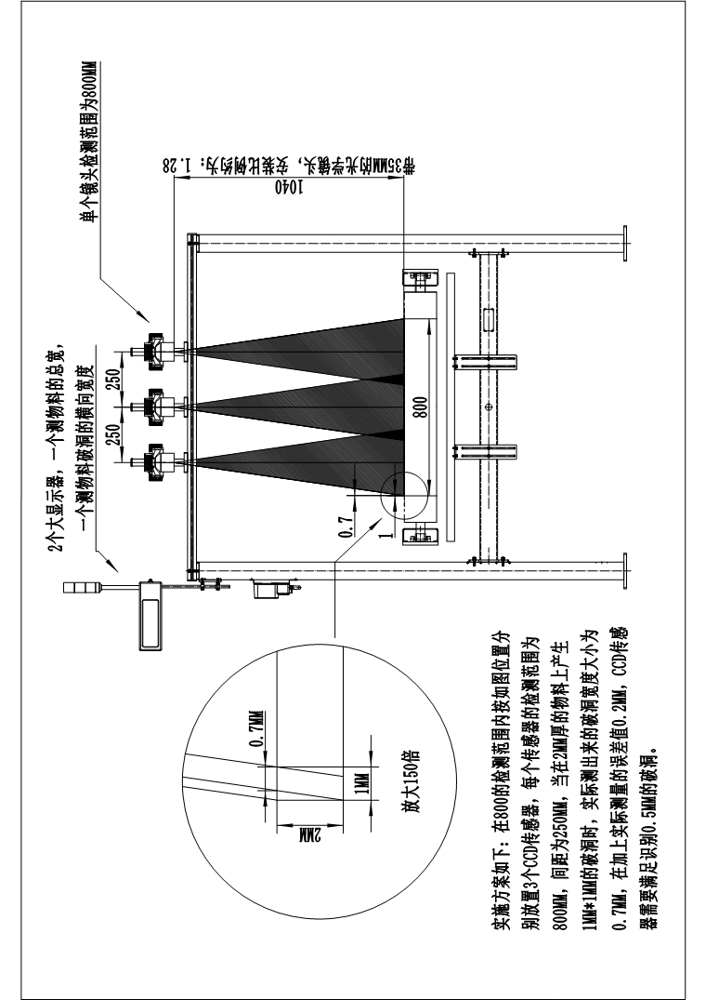 单个镜头检测范围为800MM
2个大显示器，一个测物料的总宽，
一个测物料破洞的横向宽度
带35MM的光学镜头，安装比例约为：1.28
1040
250
250
800
0.7
1
0.7MM
1MM
2MM
放大150倍
实施方案如下：在800的检测范围内按如图位置分
别放置3个CCD传感器，每个传感器的检测范围为
800MM，间距为250MM，当在2MM厚的物料上产生
1MM*1MM的破洞时，实际测出来的破洞宽度大小为
0.7MM，在加上实际测量的误差值0.2MM，CCD传感
器需要满足识别0.5MM的破洞。